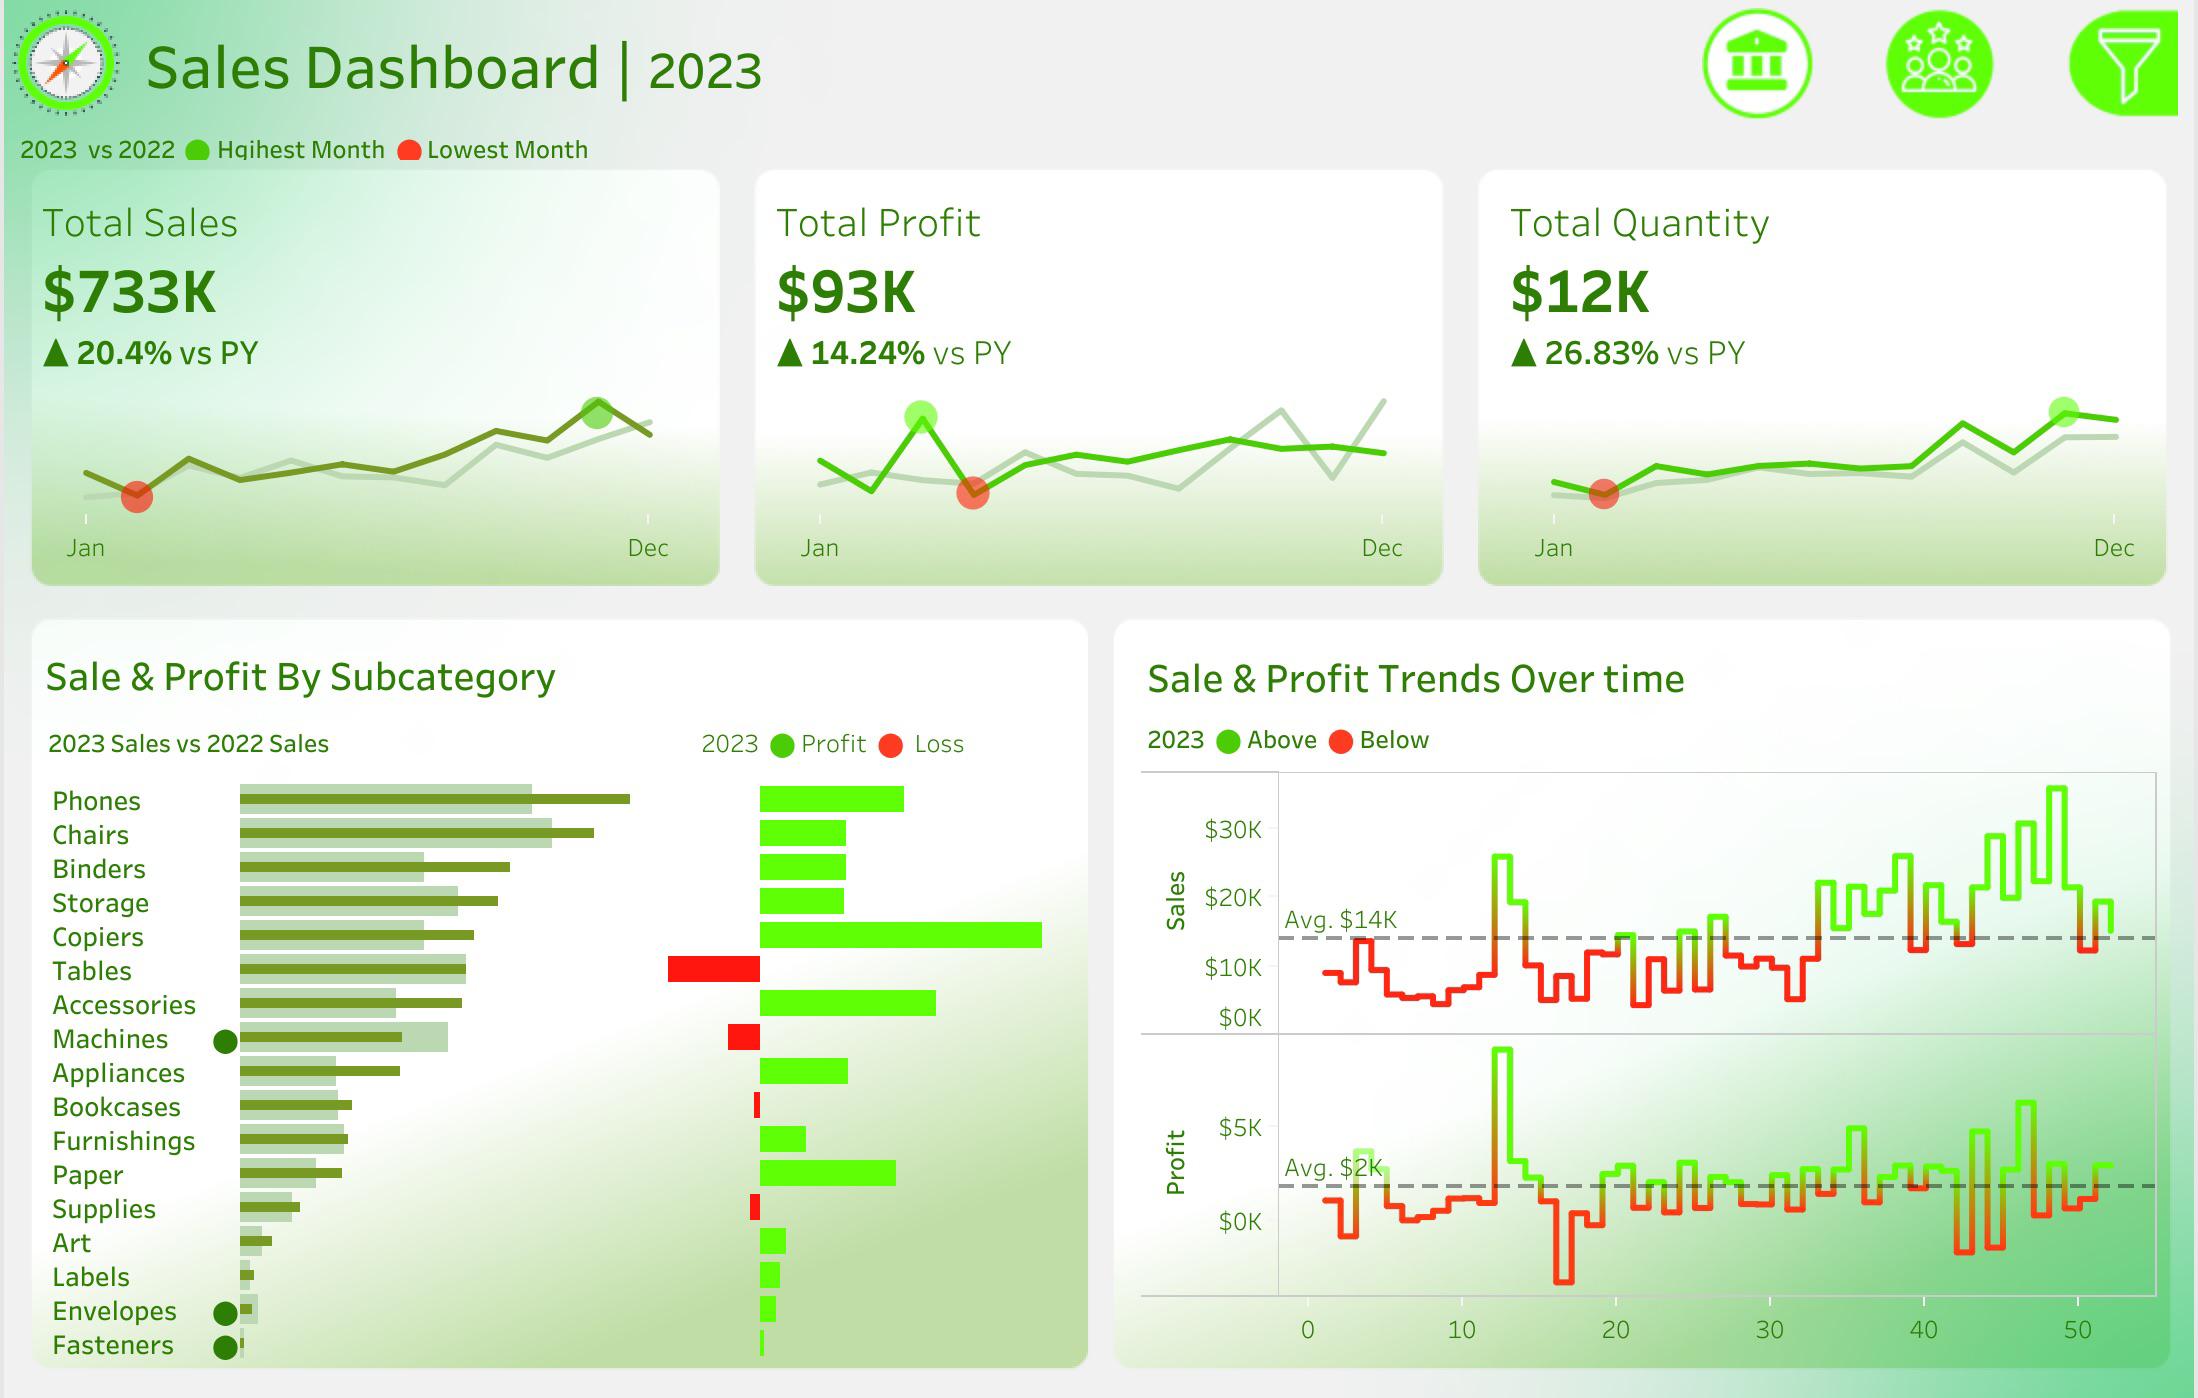 Sales Dashboard | 2023
2023 vs 2022 Hqihest Month Lowest Month
Total Sales
$733K
▲ 20.4% vs PY
Jan Dec
Total Profit
$93K
▲ 14.24% vs PY
Jan Dec
Total Quantity
$12K
▲ 26.83% vs PY
Jan Dec
Sale & Profit By Subcategory
2023 Sales vs 2022 Sales
2023 Profit Loss
Phones
Chairs
Binders
Storage
Copiers
Tables
Accessories
Machines
Appliances
Bookcases
Furnishings
Paper
Supplies
Art
Labels
Envelopes
Fasteners
Sale & Profit Trends Over time
2023 Above Below
Sales
$30K
$20K
Avg. $14K
$10K
$0K
Profit
$5K
Avg. $2K
$0K
0 10 20 30 40 50